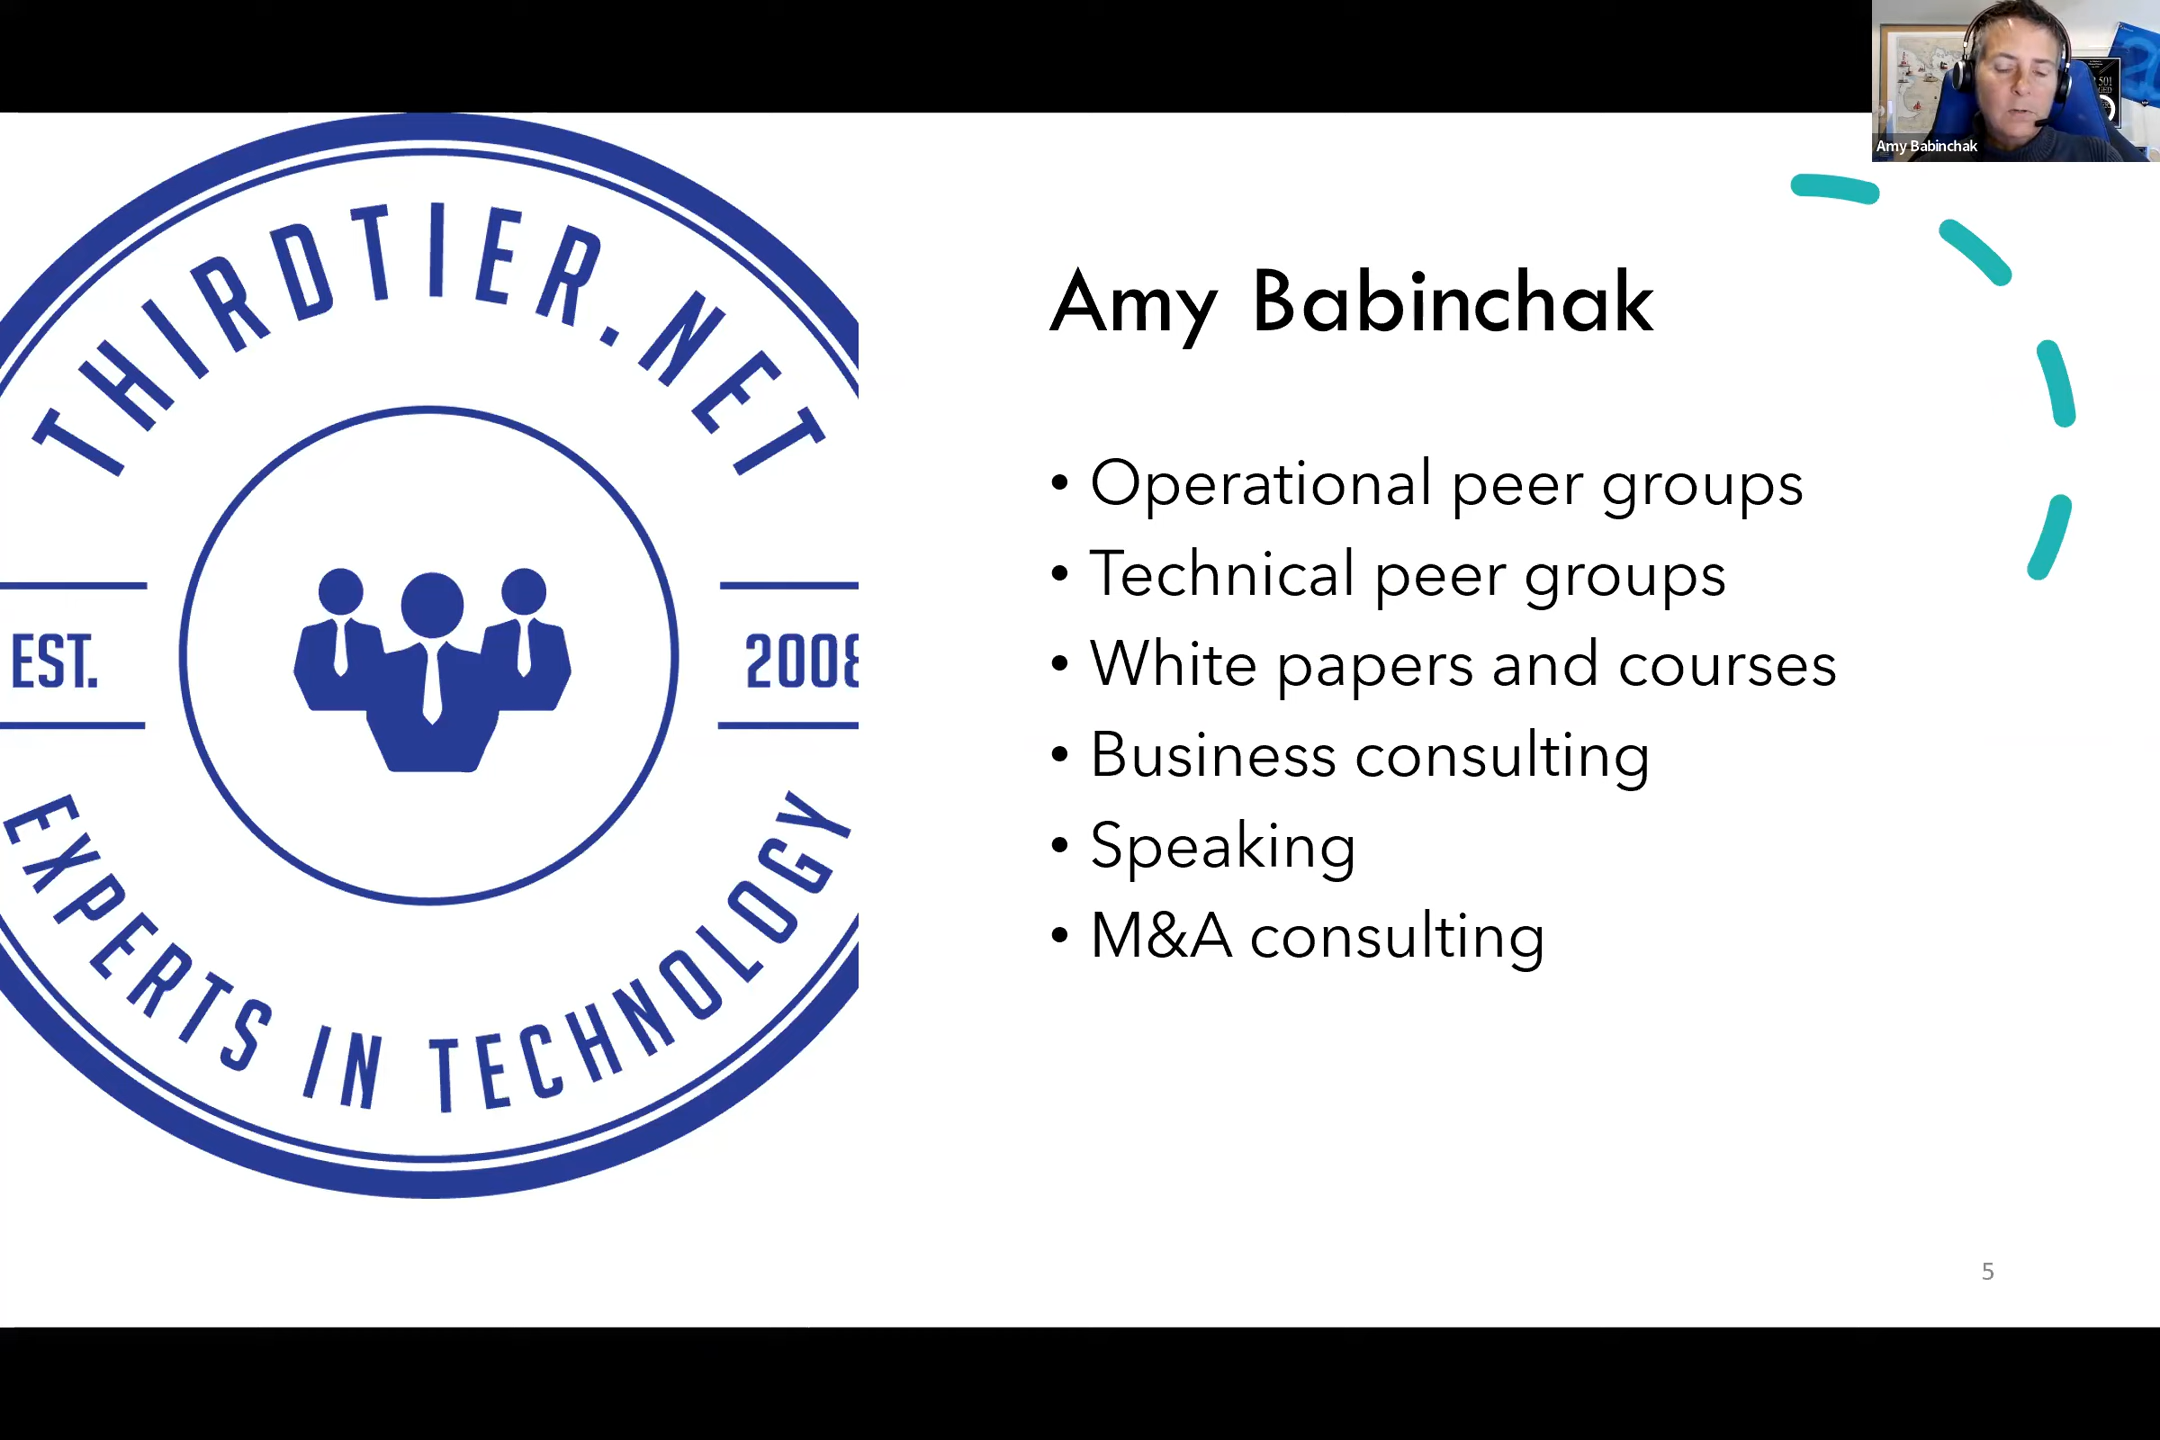 Amy Babinchak
THIRDTIER.NET
EST.
2008
EXPERTS IN TECHNOLOGY
Amy Babinchak
• Operational peer groups
• Technical peer groups
• White papers and courses
• Business consulting
• Speaking
• M&A consulting
5